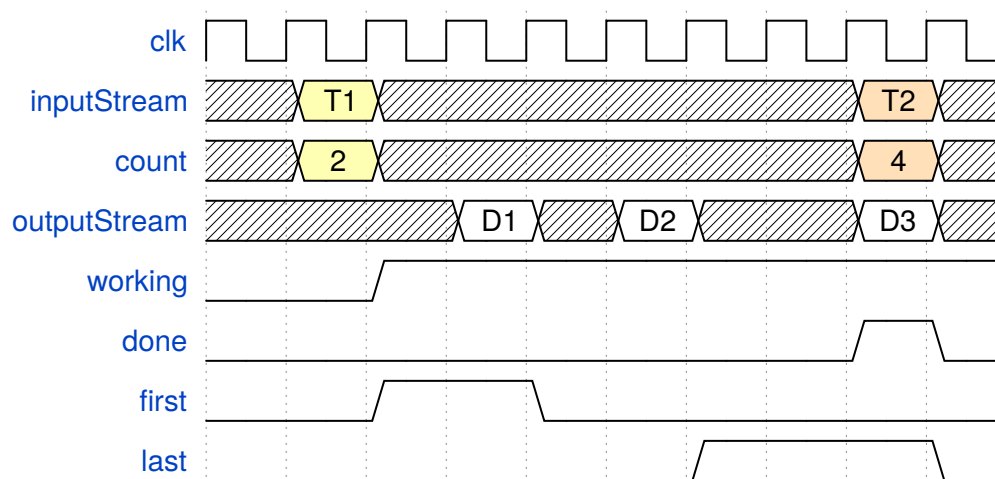 clk
inputStream T1 T2
count 2 4
outputStream D1 D2 D3
working
done
first
last